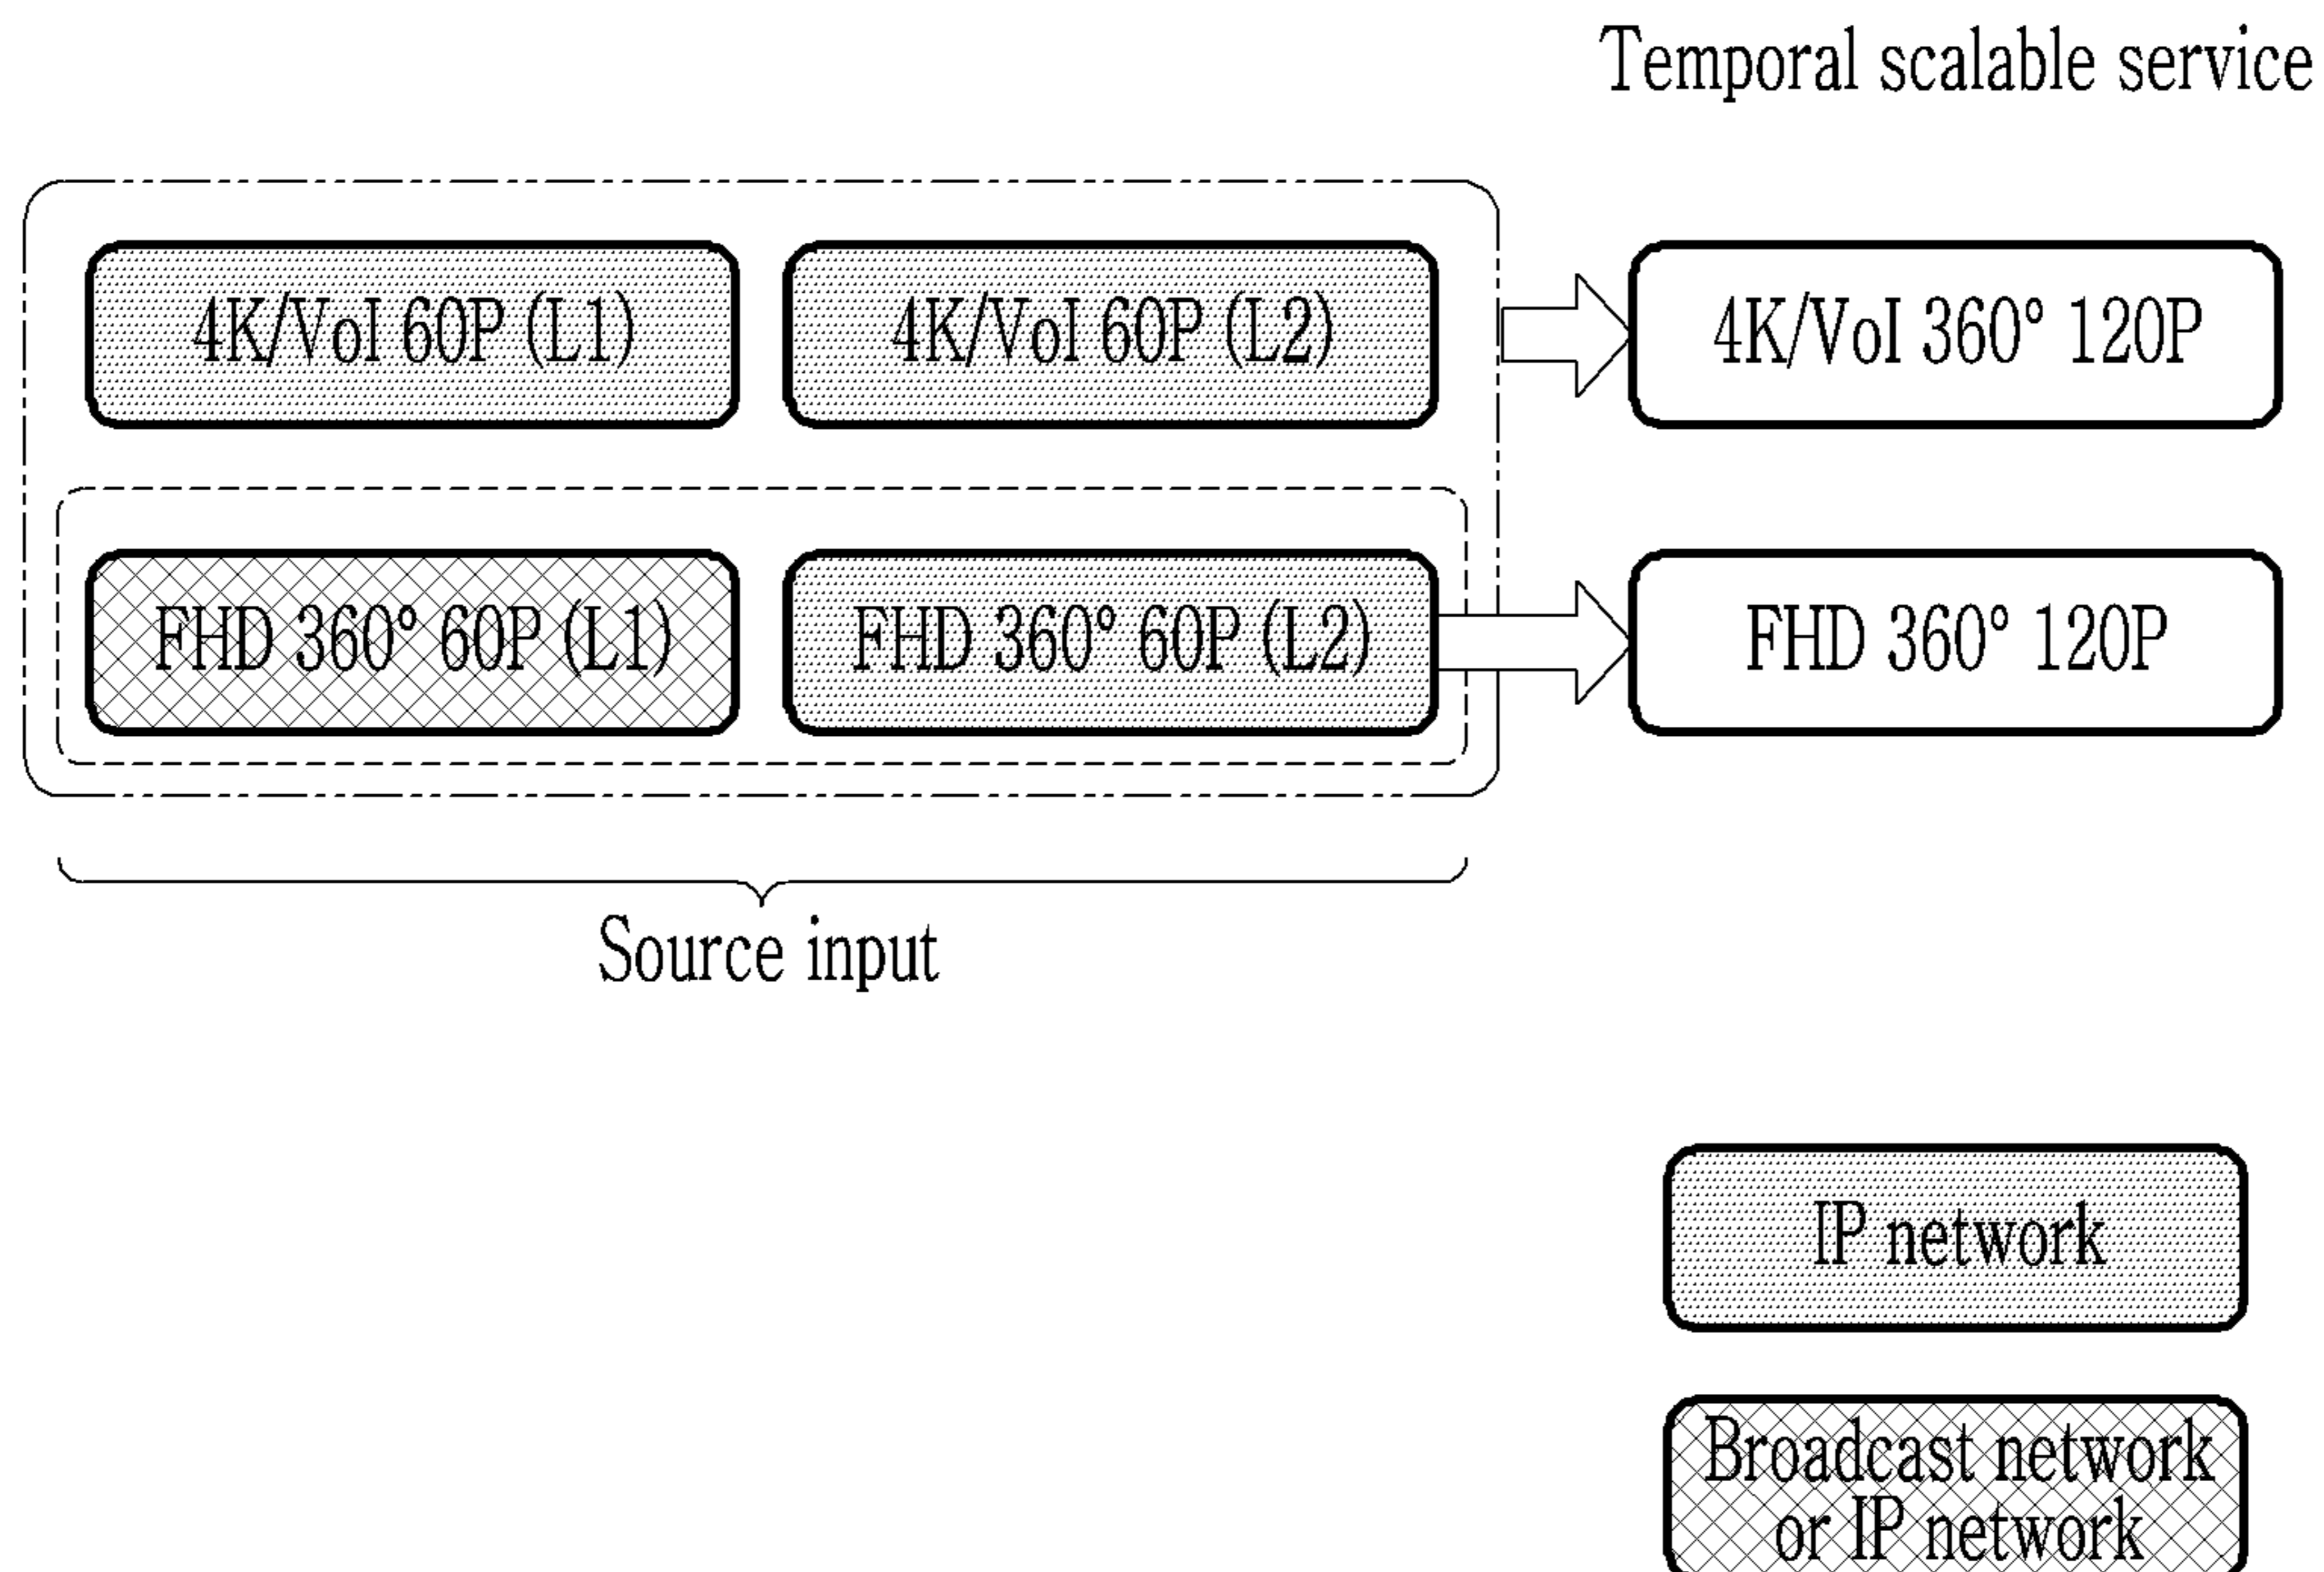 Temporal scalable service
4K/VoI 60P (L1)
4K/VoI 60P (L2)
4K/VoI 360° 120P
FHD 360° 60P (L1)
FHD 360° 60P (L2)
FHD 360° 120P
Source input
IP network
Broadcast network
or IP network